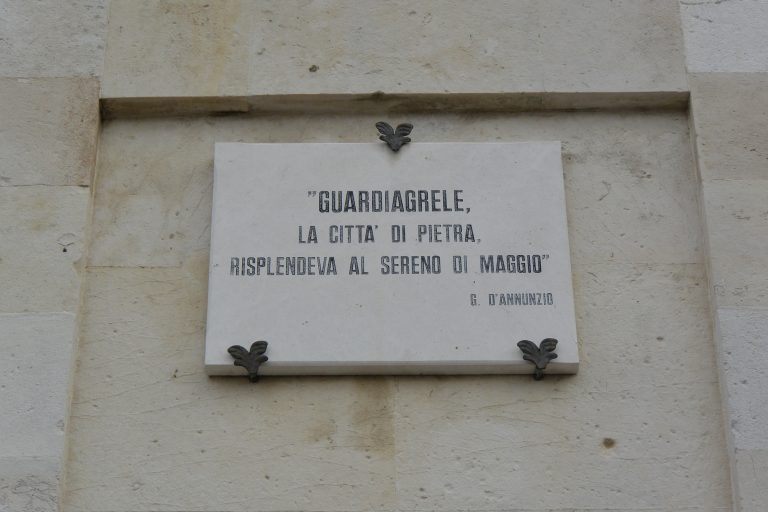 "GUARDIAGRELE,
LA CITTA' DI PIETRA,
RISPLENDEVA AL SERENO DI MAGGIO"
G. D'ANNUNZIO